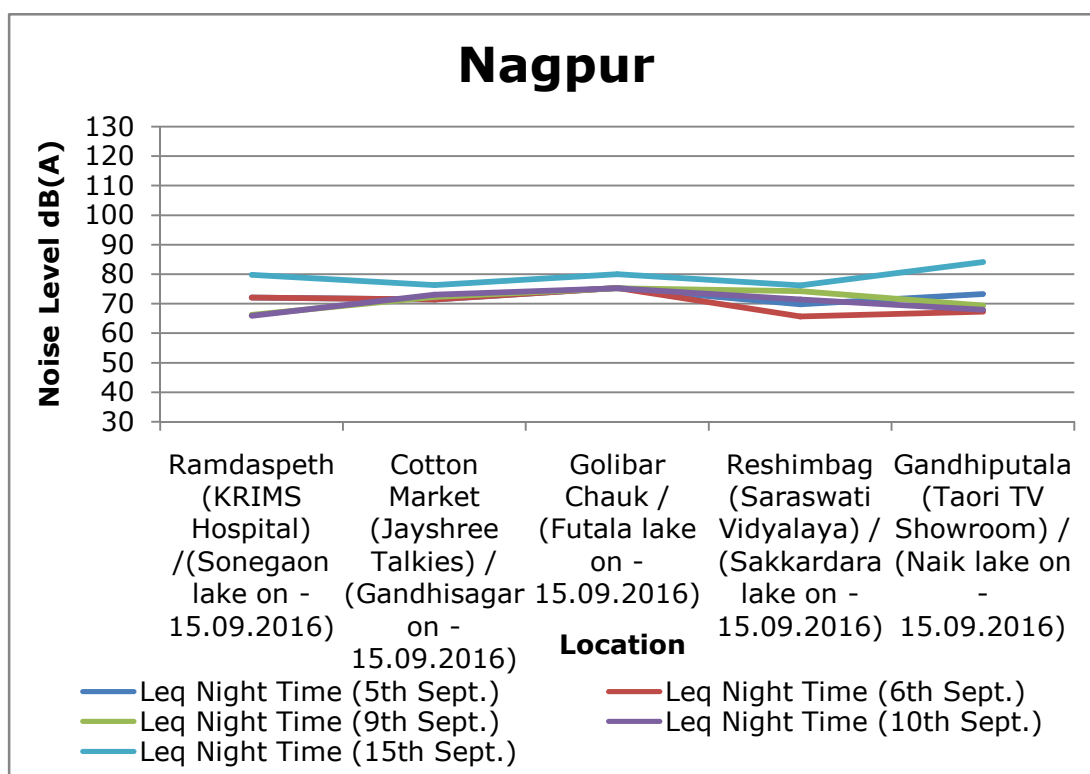 Nagpur
Noise Level dB(A)
130
120
110
100
90
80
70
60
50
40
30
Ramdaspeth
(KRIMS
Hospital)
/(Sonegaon
lake on -
15.09.2016)
Cotton
Market
(Jayshree
Talkies) /
(Gandhisagar
on -
15.09.2016)
Golibar
Chauk /
(Futala lake
on -
15.09.2016)
Reshimbag
(Saraswati
Vidyalaya) /
(Sakkardara
lake on -
15.09.2016)
Gandhiputala
(Taori TV
Showroom) /
(Naik lake on
-
15.09.2016)
Location
Leq Night Time (5th Sept.)
Leq Night Time (6th Sept.)
Leq Night Time (9th Sept.)
Leq Night Time (10th Sept.)
Leq Night Time (15th Sept.)